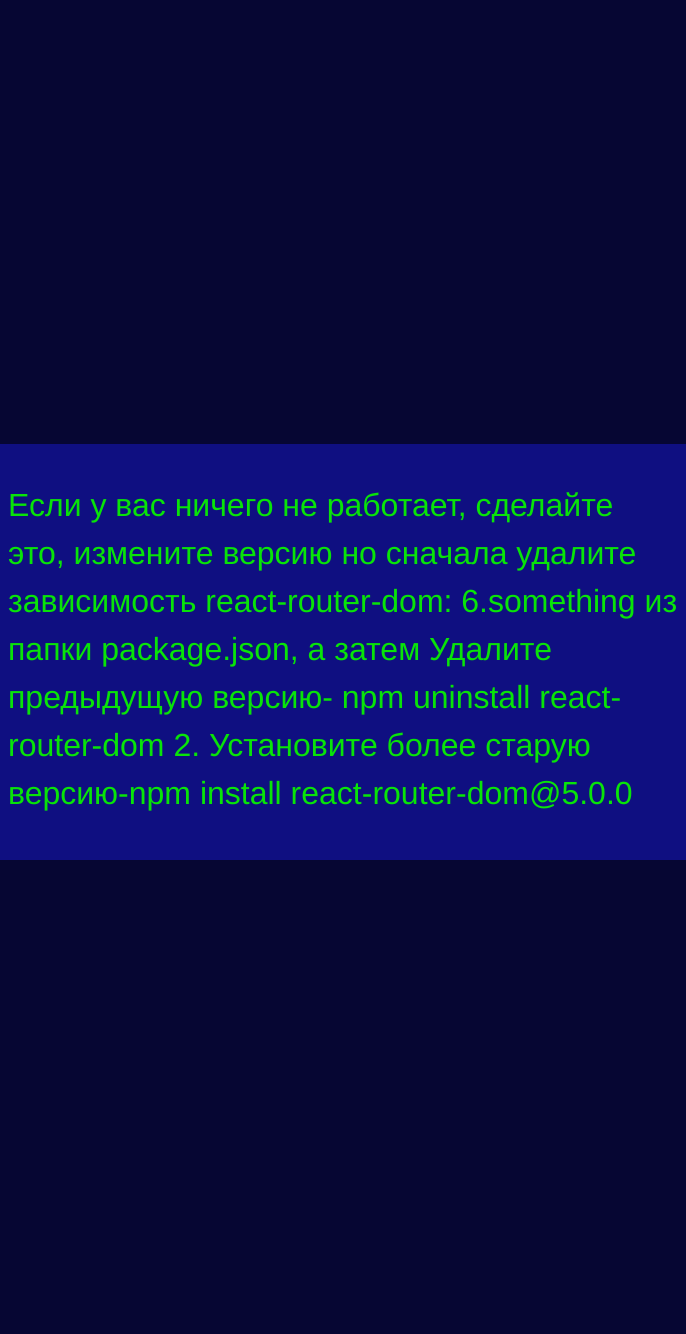 Если у вас ничего не работает, сделайте
это, измените версию но сначала удалите
зависимость react-router-dom: 6.something из
папки package.json, а затем Удалите
предыдущую версию- npm uninstall react-
router-dom 2. Установите более старую
версию-npm install react-router-dom@5.0.0